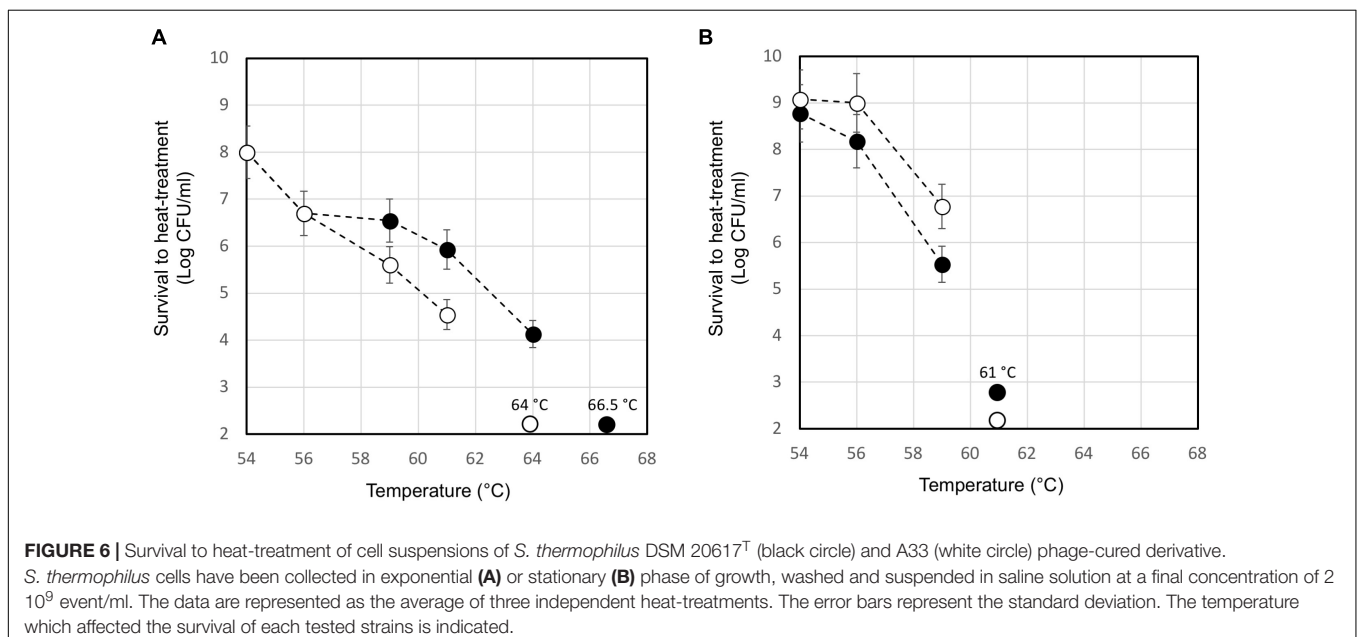 A
10
9
8
7
6
5
4
3
2
Survival to heat-treatment
(Log CFU/ml)
64 °C
66.5 °C
54 56 58 60 62 64 66 68
Temperature (°C)
B
10
9
8
7
6
5
4
3
2
Survival to heat-treatment
(Log CFU/ml)
61 °C
54 56 58 60 62 64 66 68
Temperature (°C)
FIGURE 6 | Survival to heat-treatment of cell suspensions of S. thermophilus DSM 20617ᵀ (black circle) and A33 (white circle) phage-cured derivative.
S. thermophilus cells have been collected in exponential (A) or stationary (B) phase of growth, washed and suspended in saline solution at a final concentration of 2
10⁹ event/ml. The data are represented as the average of three independent heat-treatments. The error bars represent the standard deviation. The temperature
which affected the survival of each tested strains is indicated.